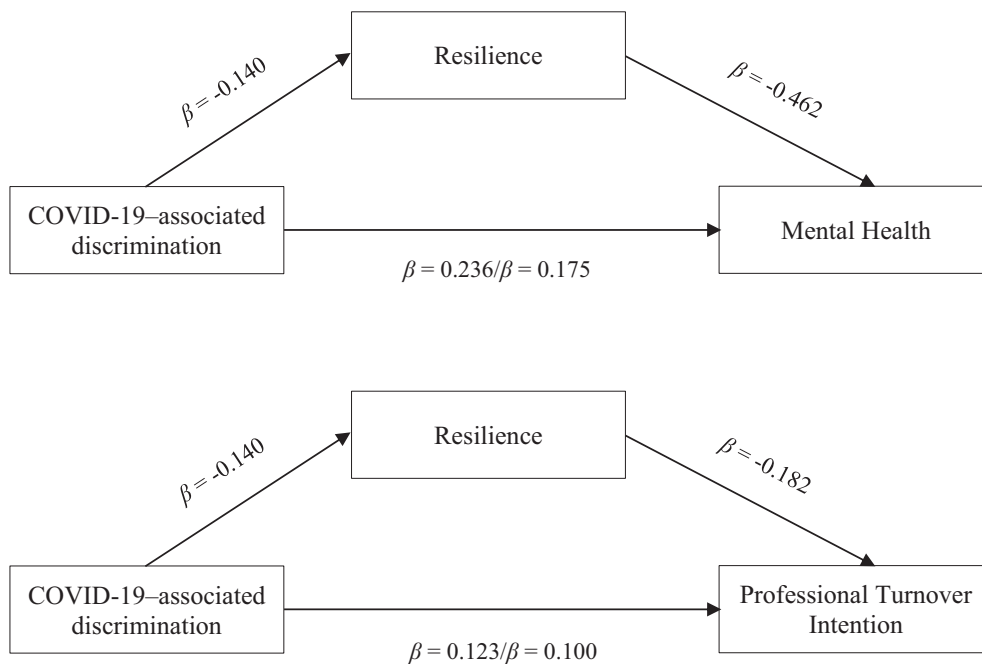 Resilience
β = -0.140
β = -0.462
COVID-19–associated
discrimination
Mental Health
β = 0.236/β = 0.175
Resilience
β = -0.140
β = -0.182
COVID-19–associated
discrimination
Professional Turnover
Intention
β = 0.123/β = 0.100